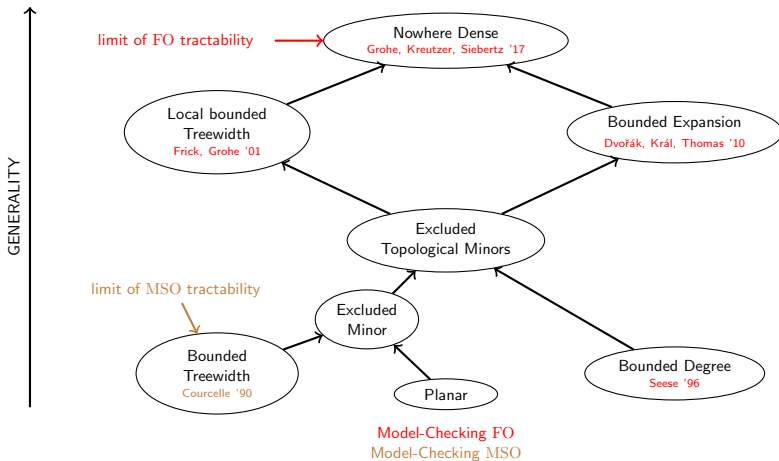 Nowhere Dense
Grohe, Kreutzer, Siebertz '17
limit of FO tractability
Local bounded
Treewidth
Frick, Grohe '01
Bounded Expansion
Dvořák, Král, Thomas '10
GENERALITY
Excluded
Topological Minors
limit of MSO tractability
Excluded
Minor
Bounded
Treewidth
Courcelle '90
Planar
Bounded Degree
Seese '96
Model-Checking FO
Model-Checking MSO